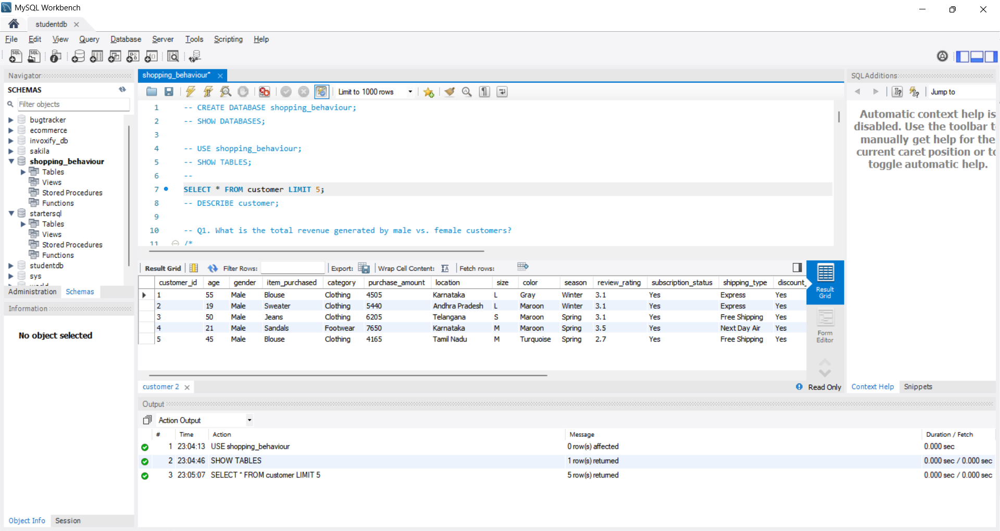 MySQL Workbench
studentdb
File Edit View Query Database Server Tools Scripting Help
Navigator
SCHEMAS
Filter objects
bugtracker
ecommerce
invoxify_db
sakila
shopping_behaviour
Tables
Views
Stored Procedures
Functions
startersql
Tables
Views
Stored Procedures
Functions
studentdb
sys
Administration Schemas
Information
No object selected
Object Info Session
shopping_behaviour*
Limit to 1000 rows
1 -- CREATE DATABASE shopping_behaviour;
2 -- SHOW DATABASES;
3
4 -- USE shopping_behaviour;
5 -- SHOW TABLES;
6 --
7 SELECT * FROM customer LIMIT 5;
8 -- DESCRIBE customer;
9
10 -- Q1. What is the total revenue generated by male vs. female customers?
11 /*
Result Grid Filter Rows: Export: Wrap Cell Content: Fetch rows:
customer_id age gender item_purchased category purchase_amount location size color season review_rating subscription_status shipping_type discount_
1 55 Male Blouse Clothing 4505 Karnataka L Gray Winter 3.1 Yes Express Yes
2 19 Male Sweater Clothing 5440 Andhra Pradesh L Maroon Winter 3.1 Yes Express Yes
3 50 Male Jeans Clothing 6205 Telangana S Maroon Spring 3.1 Yes Free Shipping Yes
4 21 Male Sandals Footwear 7650 Karnataka M Maroon Spring 3.5 Yes Next Day Air Yes
5 45 Male Blouse Clothing 4165 Tamil Nadu M Turquoise Spring 2.7 Yes Free Shipping Yes
Result
Grid
Form
Editor
customer 2
Read Only
SQLAdditions
Jump to
Automatic context help is
disabled. Use the toolbar t
manually get help for the
current caret position or to
toggle automatic help.
Context Help Snippets
Output
Action Output
# Time Action Message Duration / Fetch
1 23:04:13 USE shopping_behaviour 0 row(s) affected 0.000 sec
2 23:04:46 SHOW TABLES 1 row(s) returned 0.000 sec / 0.000 sec
3 23:05:07 SELECT * FROM customer LIMIT 5 5 row(s) returned 0.000 sec / 0.000 sec